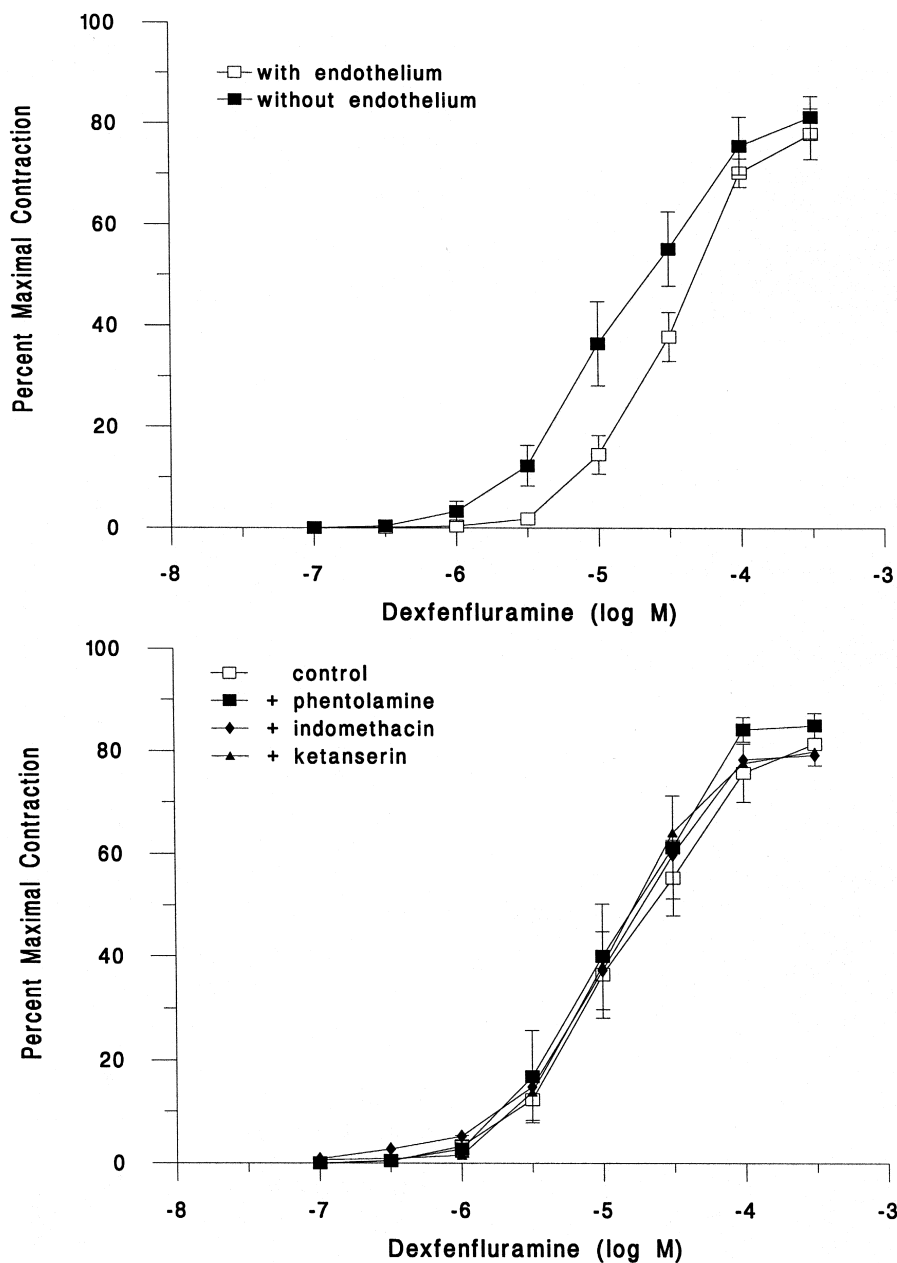 100
with endothelium
without endothelium
80
60
40
20
0
Percent Maximal Contraction
-8 -7 -6 -5 -4 -3
Dexfenfluramine (log M)
100
control
+ phentolamine
+ indomethacin
+ ketanserin
80
60
40
20
0
Percent Maximal Contraction
-8 -7 -6 -5 -4 -3
Dexfenfluramine (log M)